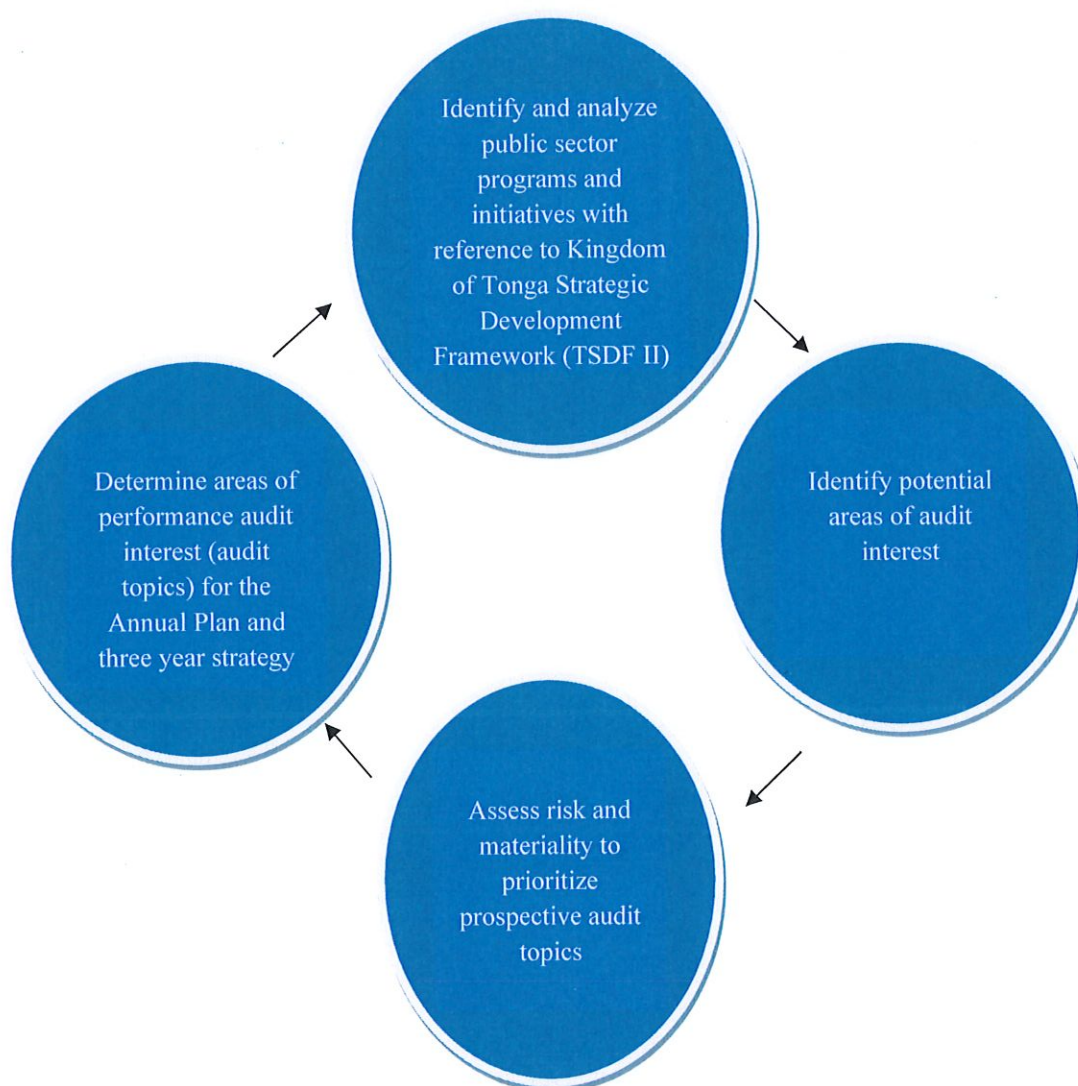 Identify and analyze
public sector
programs and
initiatives with
reference to Kingdom
of Tonga Strategic
Development
Framework (TSDF II)
Identify potential
areas of audit
interest
Assess risk and
materiality to
prioritize
prospective audit
topics
Determine areas of
performance audit
interest (audit
topics) for the
Annual Plan and
three year strategy